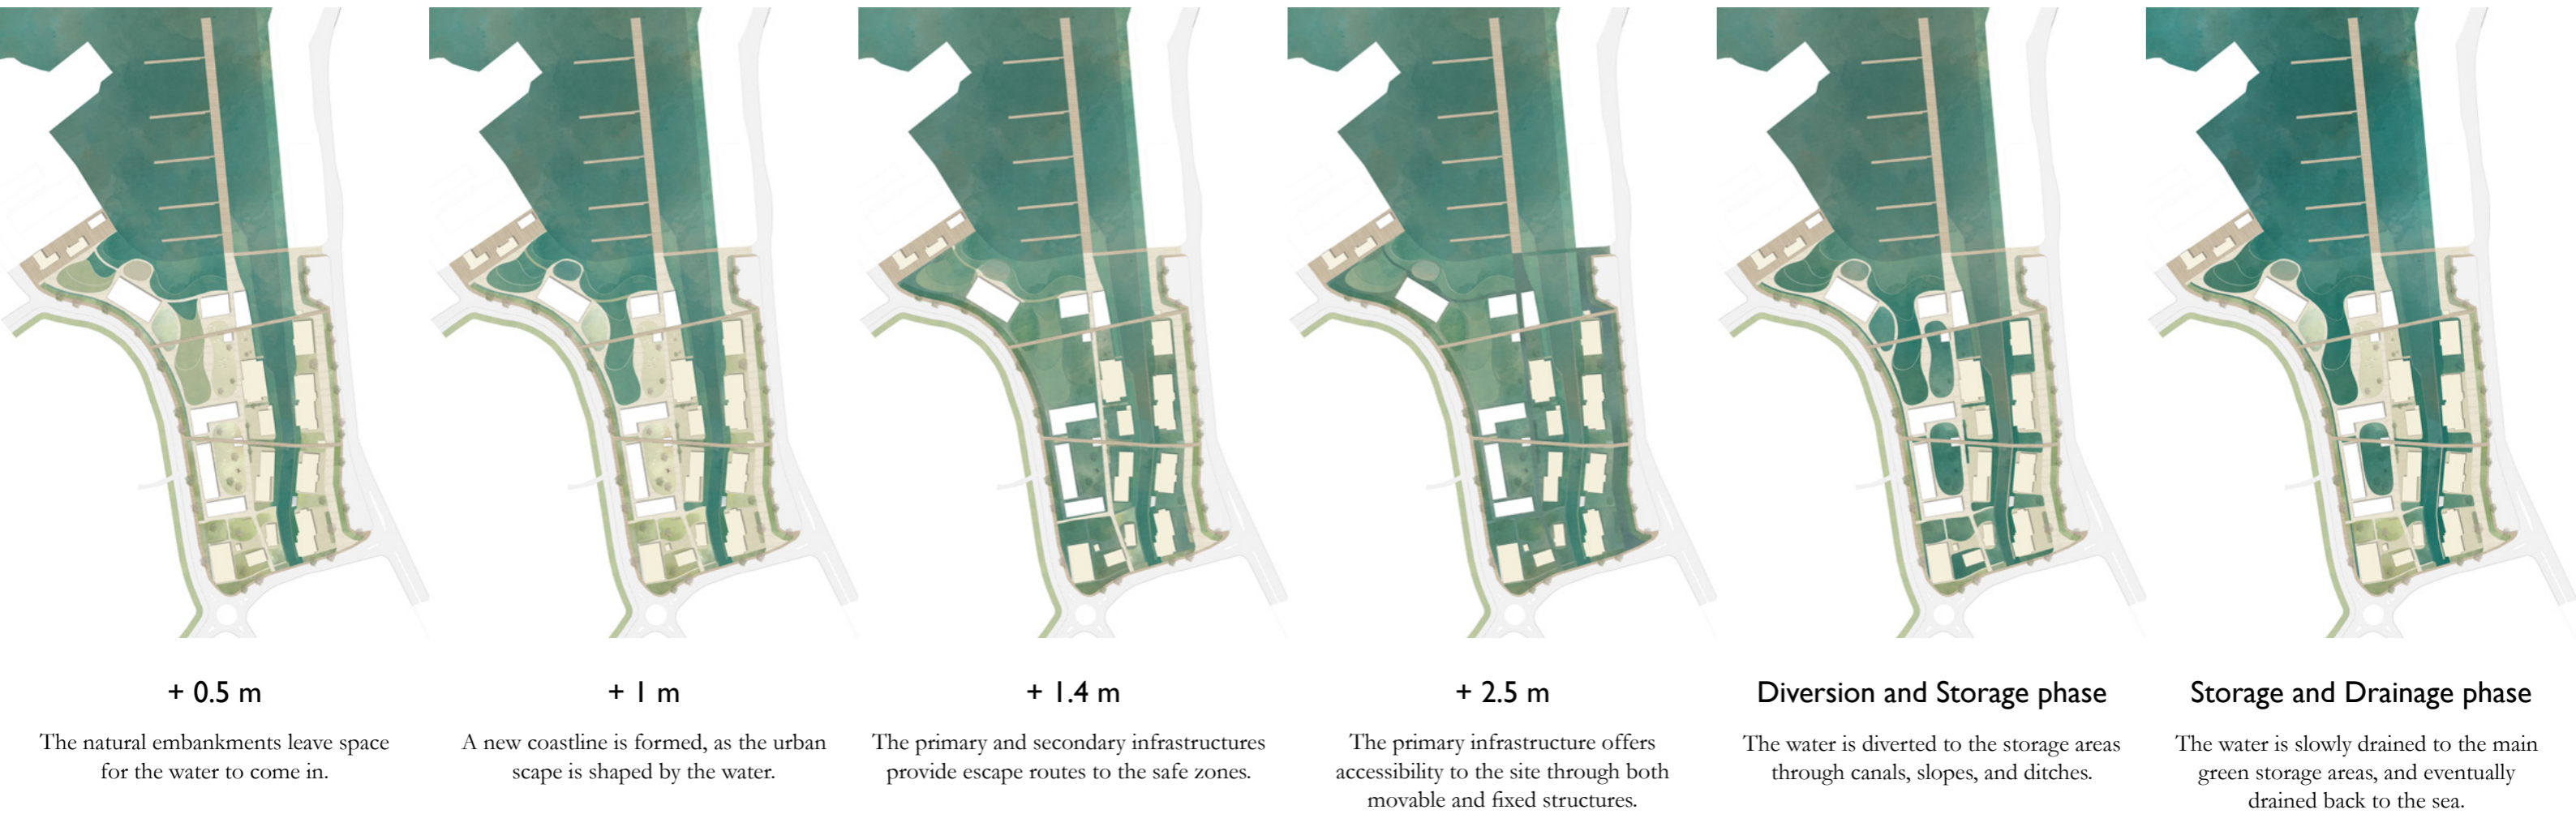 + 0.5 m
The natural embankments leave space
for the water to come in.
+ 1 m
A new coastline is formed, as the urban
scape is shaped by the water.
+ 1.4 m
The primary and secondary infrastructures
provide escape routes to the safe zones.
+ 2.5 m
The primary infrastructure offers
accessibility to the site through both
movable and fixed structures.
Diversion and Storage phase
The water is diverted to the storage areas
through canals, slopes, and ditches.
Storage and Drainage phase
The water is slowly drained to the main
green storage areas, and eventually
drained back to the sea.